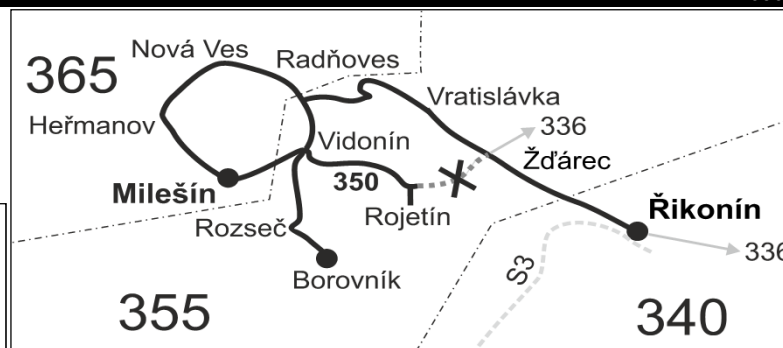 Nová Ves
Radňoves
365
Vratislávka
Heřmanov
336
Vidonín
Žďárec
350
Milešín
Rojetín
Řikonín
Rozseč
336
S3
Borovník
355
340